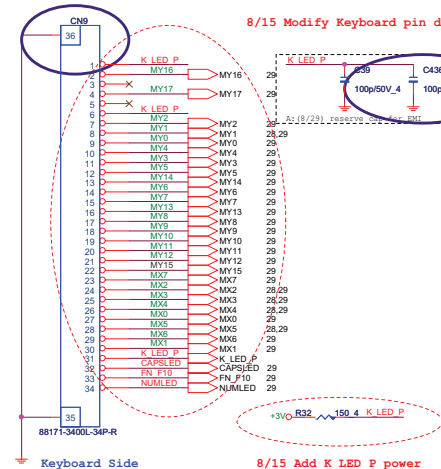 8/15 Modify Keyboard pin d
CN9
36
1 K_LED_P
2 MY16 MY16 29
3
4 MY17 MY17 29
5
6 K_LED_P
7 MY2 MY2 29
8 MY1 MY1 28,29
9 MY0 MY0 29
10 MY4 MY4 29
11 MY3 MY3 29
12 MY5 MY5 29
13 MY14 MY14 29
14 MY6 MY6 29
15 MY7 MY7 29
16 MY13 MY13 29
17 MY8 MY8 29
18 MY9 MY9 29
19 MY10 MY10 29
20 MY11 MY11 29
21 MY12 MY12 29
22 MY15 MY15 29
23 MX7 MX7 29
24 MX2 MX2 28,29
25 MX3 MX3 29
26 MX4 MX4 28,29
27 MX0 MX0 29
28 MX5 MX5 28,29
29 MX6 MX6 29
30 MX1 MX1 29
31 K_LED_P K_LED_P
32 CAPSLED CAPSLED 29
33 FN_F10 FN_F10 29
34 NUMLED NUMLED 29
35
88171-3400L-34P-R
Keyboard Side
K_LED_P
C39
100p/50V_4
C436
100p
A:(8/29) reserve cap for EMI
+3V R32 150_4 K_LED_P
8/15 Add K LED P power